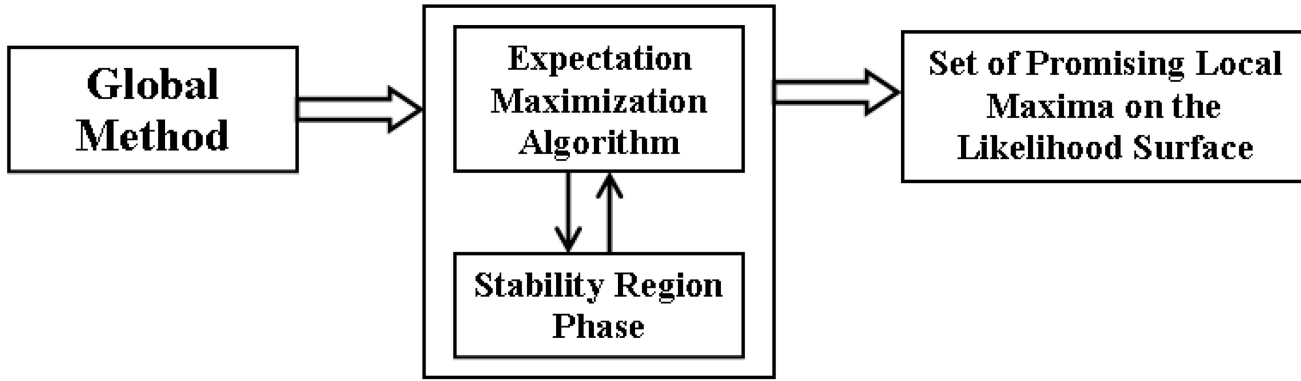 Global
Method
Expectation
Maximization
Algorithm
Stability Region
Phase
Set of Promising Local
Maxima on the
Likelihood Surface